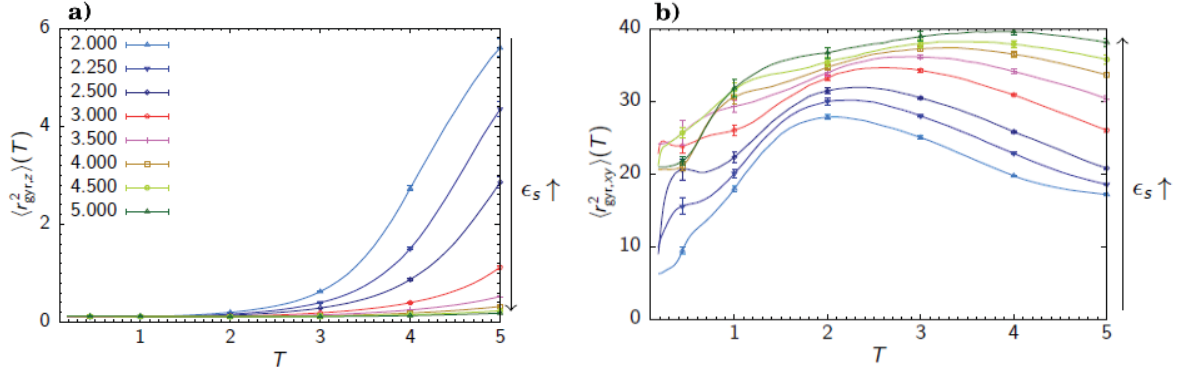 a)
6
4
2
0
⟨r²gyr,z⟩(T)
2.000
2.250
2.500
3.000
3.500
4.000
4.500
5.000
1 2 3 4 5
T
ϵs ↑
b)
40
30
20
10
0
⟨r²gyr,xy⟩(T)
1 2 3 4 5
T
ϵs ↑